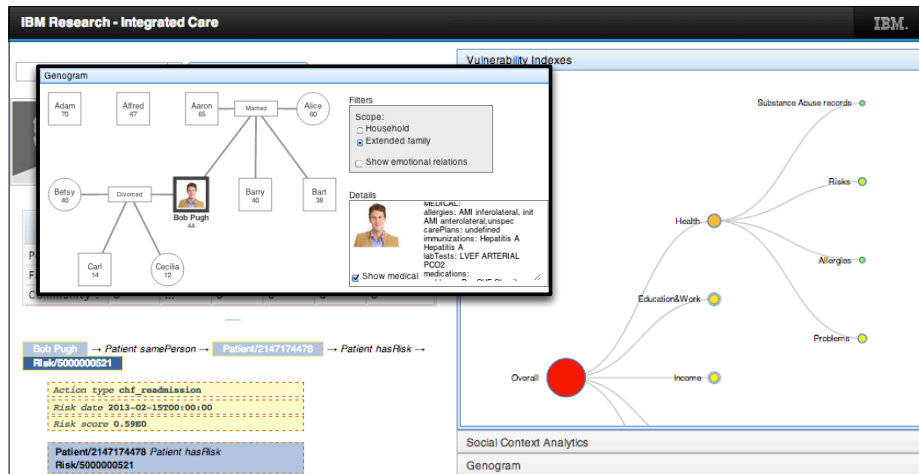 IBM Research - Integrated Care
IBM.
Genogram
Adam
70
Alfred
67
Aaron
65
Married
Alice
60
Betsy
40
Divorced
Bob Pugh
44
Barry
40
Bart
38
Carl
14
Cecilia
12
Filters
Scope:
Household
Extended family
Show emotional relations
Details
MEDICAL:
allergies: AMI inferolateral, init
AMI anterolateral,unspec
carePlans: undefined
immunizations: Hepatitis A
Hepatitis A
labTests: LVEF ARTERIAL
PCO2
medications:
Show medical
Vulnerability Indexes
Substance Abuse records
Risks
Health
Allergies
Education&Work
Problems
Overall
Income
Bob Pugh → Patient samePerson → Patient/2147174478 → Patient hasRisk →
Risk/5000000521
Action type chf_readmission
Risk date 2013-02-15T00:00:00
Risk score 0.59E0
Patient/2147174478 Patient hasRisk
Risk/5000000521
Social Context Analytics
Genogram